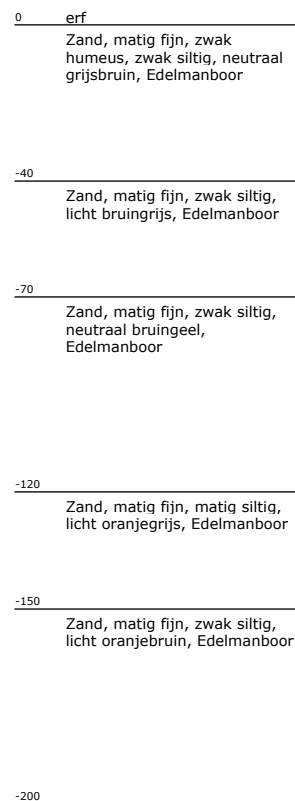 0 erf
Zand, matig fijn, zwak
humeus, zwak siltig, neutraal
grijsbruin, Edelmanboor
-40
Zand, matig fijn, zwak siltig,
licht bruingrijs, Edelmanboor
-70
Zand, matig fijn, zwak siltig,
neutraal bruingeel,
Edelmanboor
-120
Zand, matig fijn, matig siltig,
licht oranjegrijs, Edelmanboor
-150
Zand, matig fijn, zwak siltig,
licht oranjebruin, Edelmanboor
-200